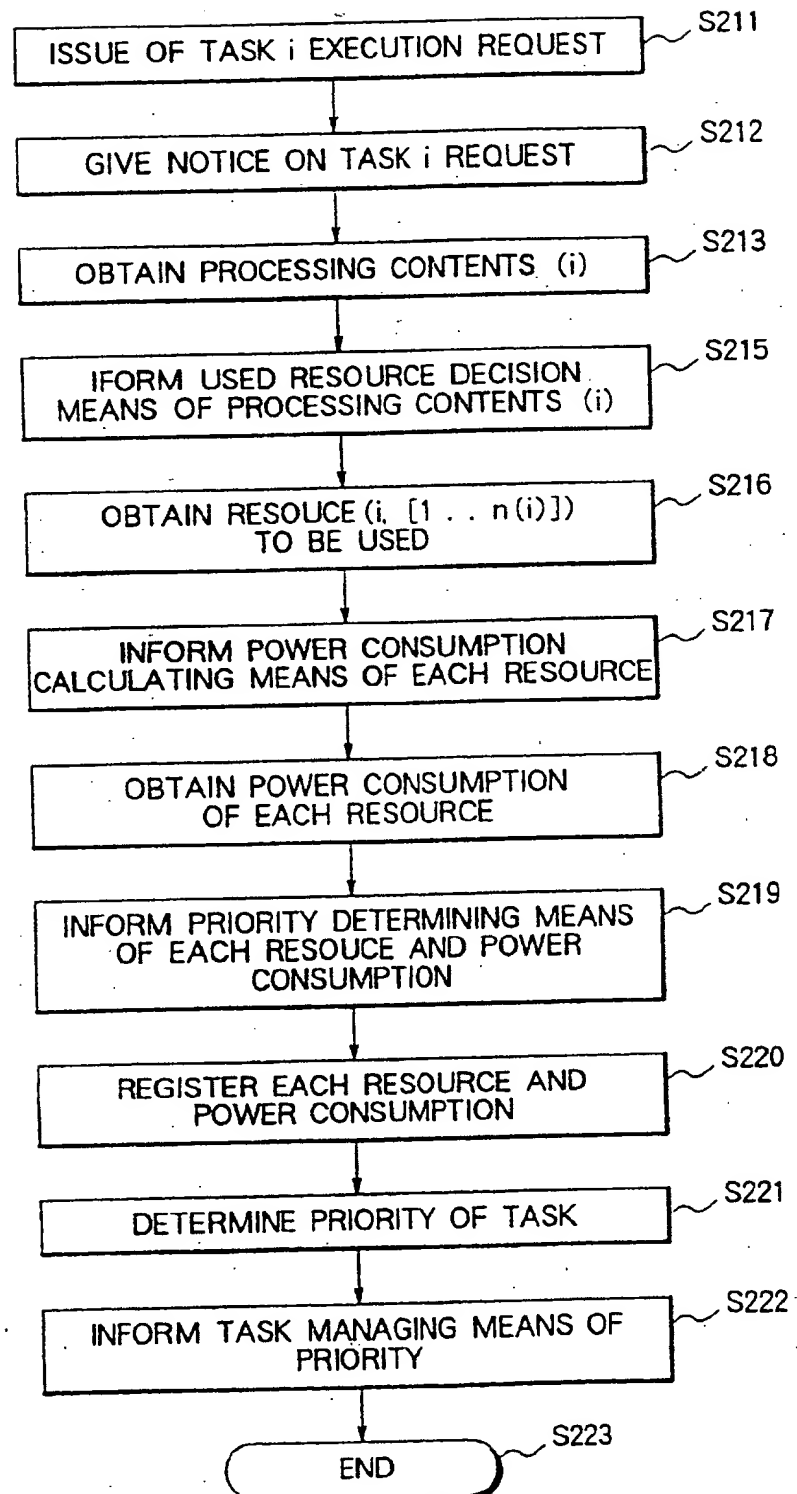 ISSUE OF TASK i EXECUTION REQUEST
S211
GIVE NOTICE ON TASK i REQUEST
S212
OBTAIN PROCESSING CONTENTS (i)
S213
IFORM USED RESOURCE DECISION
MEANS OF PROCESSING CONTENTS (i)
S215
OBTAIN RESOUCE (i, [1 . . n(i)])
TO BE USED
S216
INFORM POWER CONSUMPTION
CALCULATING MEANS OF EACH RESOURCE
S217
OBTAIN POWER CONSUMPTION
OF EACH RESOURCE
S218
INFORM PRIORITY DETERMINING MEANS
OF EACH RESOUCE AND POWER
CONSUMPTION
S219
REGISTER EACH RESOURCE AND
POWER CONSUMPTION
S220
DETERMINE PRIORITY OF TASK
S221
INFORM TASK MANAGING MEANS OF
PRIORITY
S222
END
S223